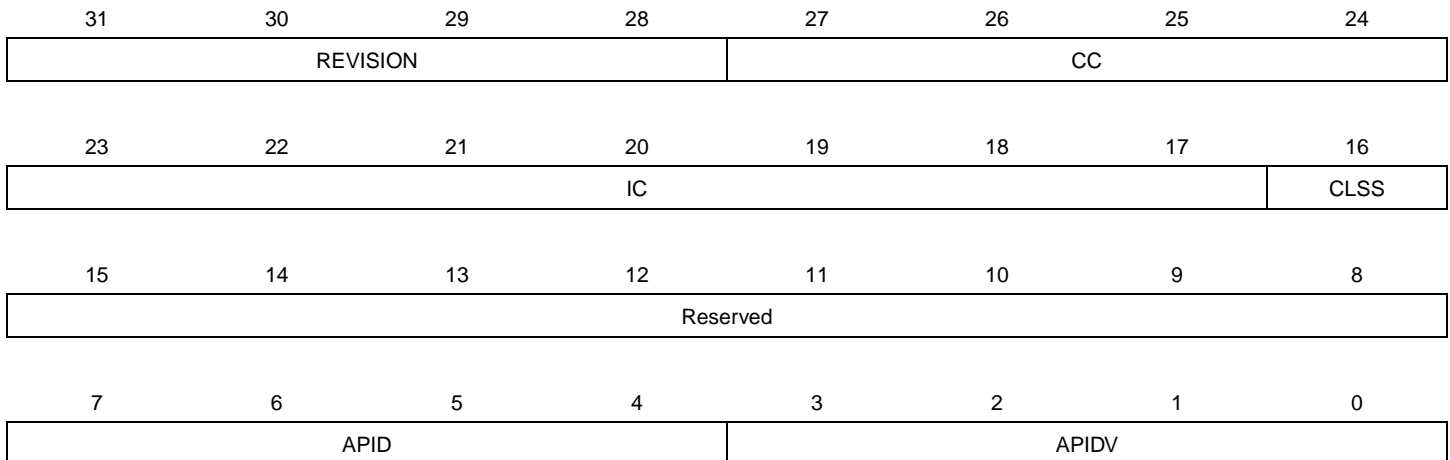 31 30 29 28 27 26 25 24
REVISION CC
23 22 21 20 19 18 17 16
IC CLSS
15 14 13 12 11 10 9 8
Reserved
7 6 5 4 3 2 1 0
APID APIDV